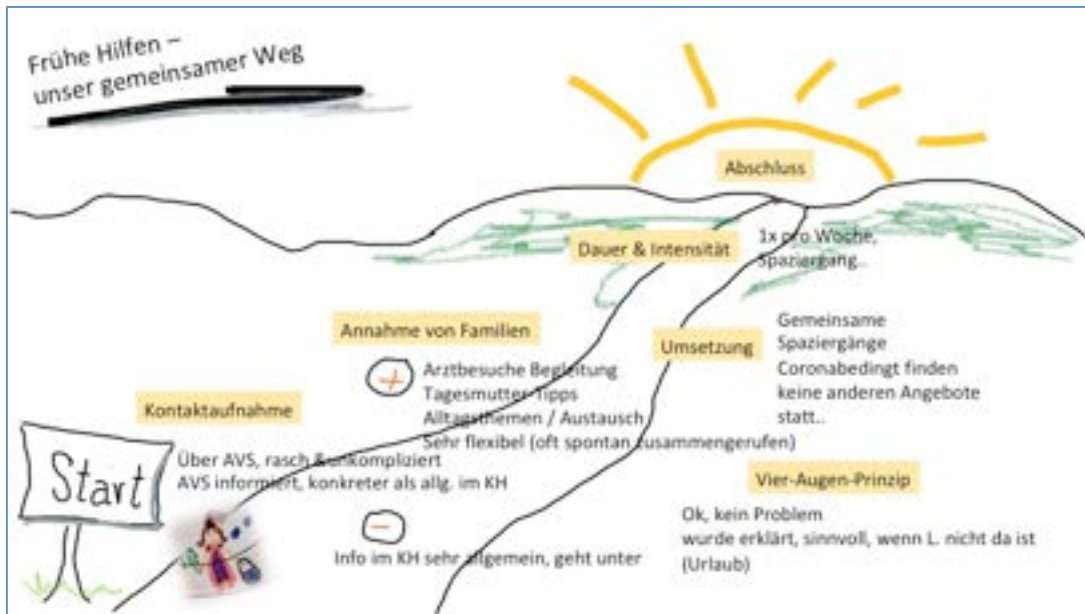 Frühe Hilfen –
unser gemeinsamer Weg
Abschluss
Dauer & Intensität
1x pro Woche,
Spaziergang..
Annahme von Familien
Arztbesuche Begleitung
Tagesmutter-Tipps
Alltagsthemen / Austausch
Sehr flexibel (oft spontan zusammengerufen)
Umsetzung
Gemeinsame
Spaziergänge
Coronabedingt finden
keine anderen Angebote
statt..
Kontaktaufnahme
Start
Über AVS, rasch & unkompliziert
AVS informiert, konkreter als allg. im KH
Info im KH sehr allgemein, geht unter
Vier-Augen-Prinzip
Ok, kein Problem
wurde erklärt, sinnvoll, wenn L. nicht da ist
(Urlaub)